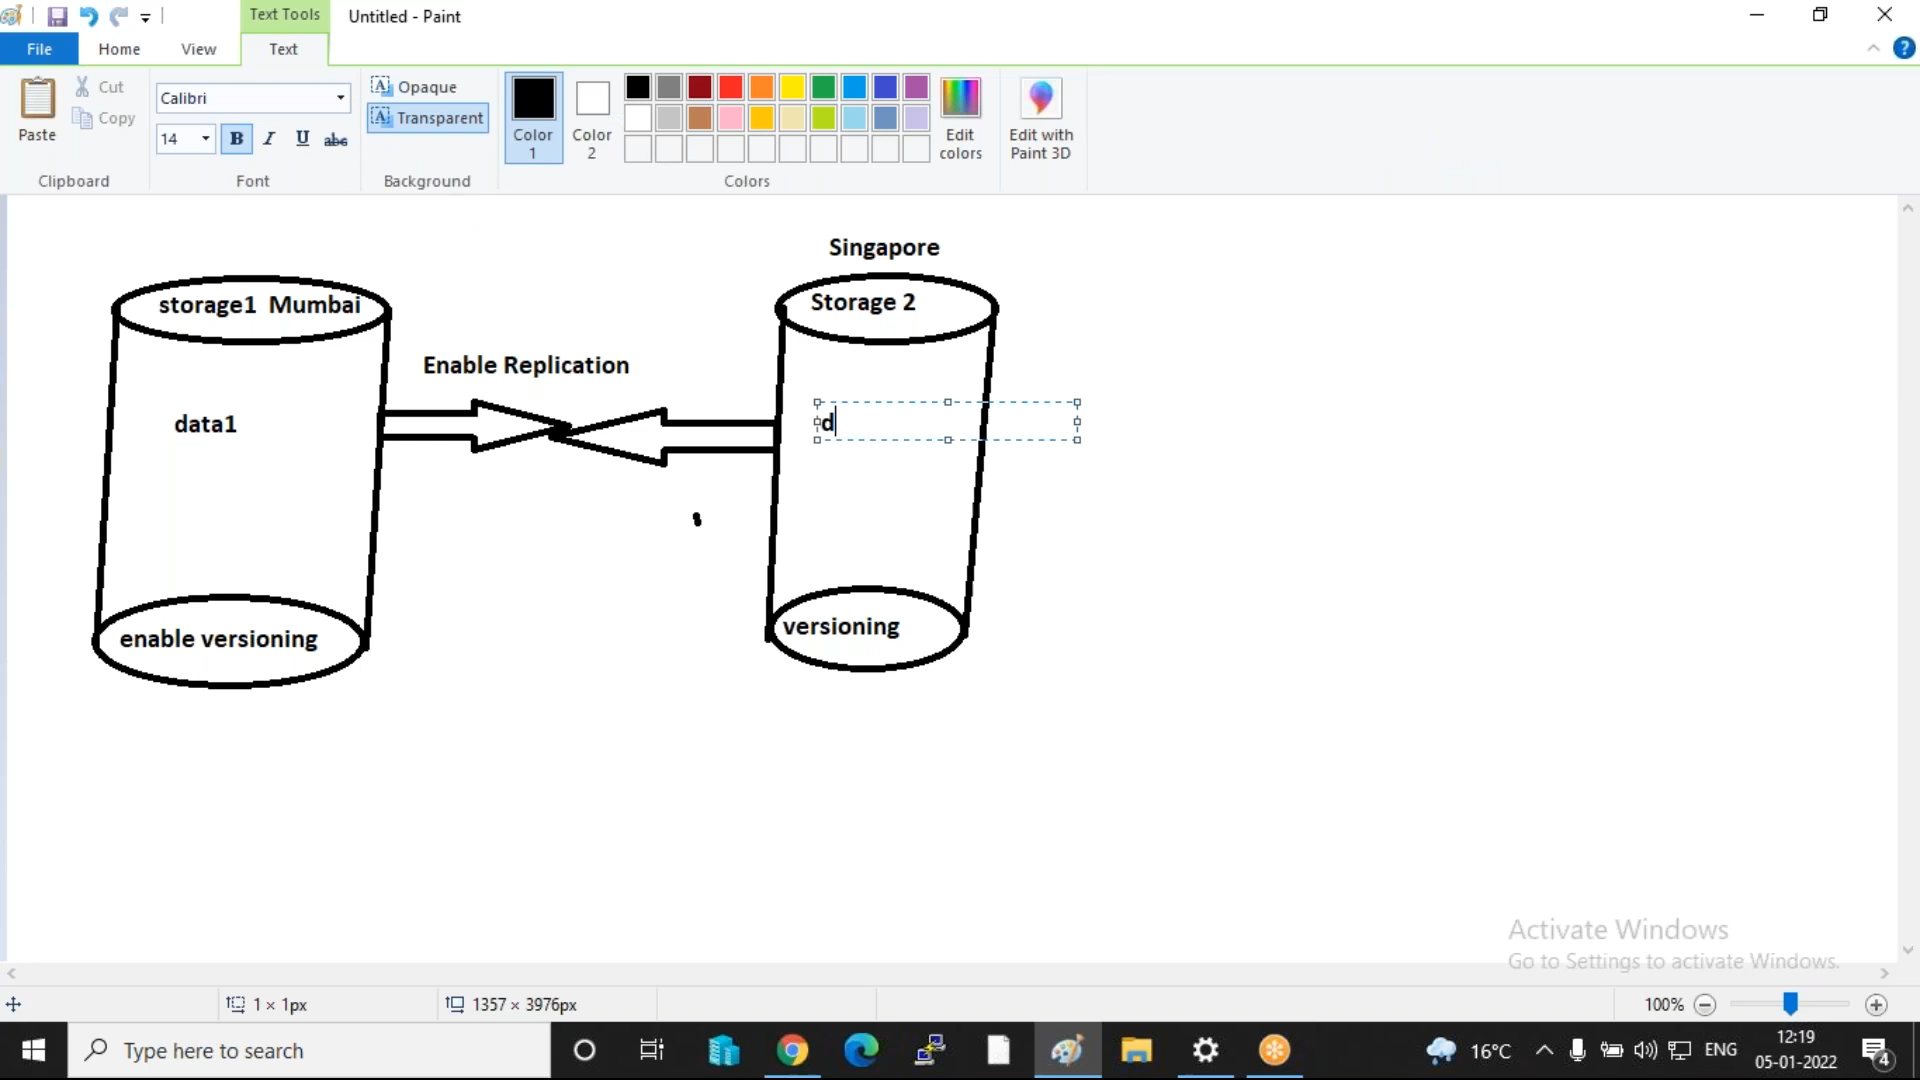 Text Tools
Untitled - Paint
File
Home
View
Text
Paste
Cut
Copy
Clipboard
Calibri
14
B
I
U
abc
Font
Opaque
Transparent
Background
Color
1
Color
2
Colors
Edit
colors
Edit with
Paint 3D
Singapore
storage1 Mumbai
Storage 2
Enable Replication
data1
d
enable versioning
versioning
Activate Windows
Go to Settings to activate Windows.
1 × 1px
1357 × 3976px
100%
Type here to search
16°C
ENG
12:19
05-01-2022
4